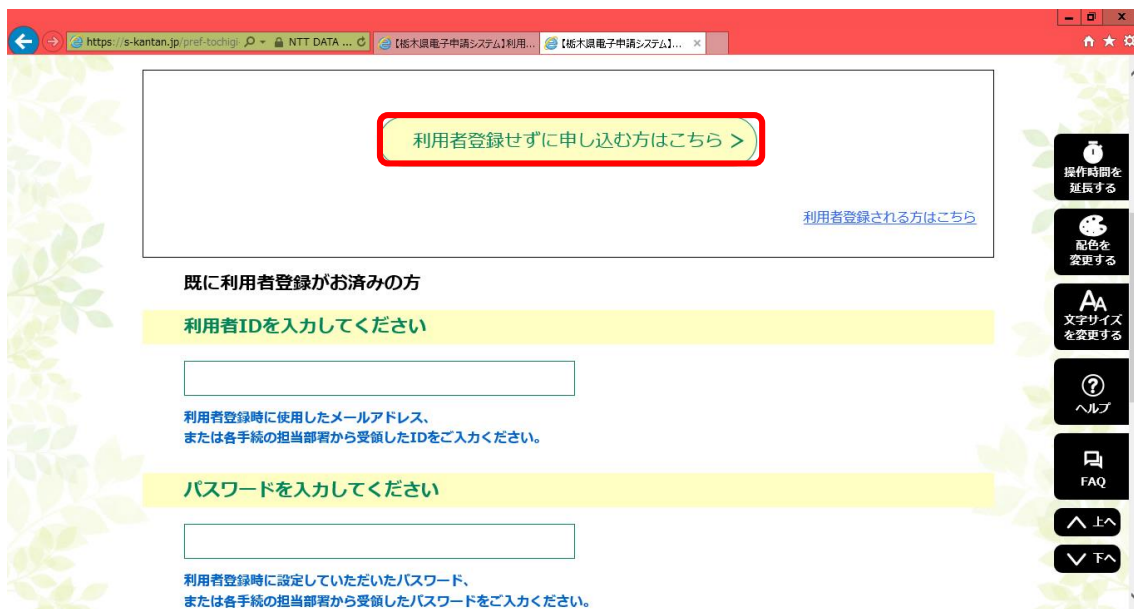 https://s-kantan.jp/pref-tochigi- NTT DATA ... 【栃木県電子申請システム】利用... 【栃木県電子申請システム】... ×
利用者登録せずに申し込む方はこちら >
利用者登録される方はこちら
既に利用者登録がお済みの方
利用者IDを入力してください
利用者登録時に使用したメールアドレス、
または各手続の担当部署から受領したIDをご入力ください。
パスワードを入力してください
利用者登録時に設定していただいたパスワード、
または各手続の担当部署から受領したパスワードをご入力ください。
操作時間を
延長する
配色を
変更する
AA
文字サイズ
を変更する
?
ヘルプ
FAQ
上へ
下へ